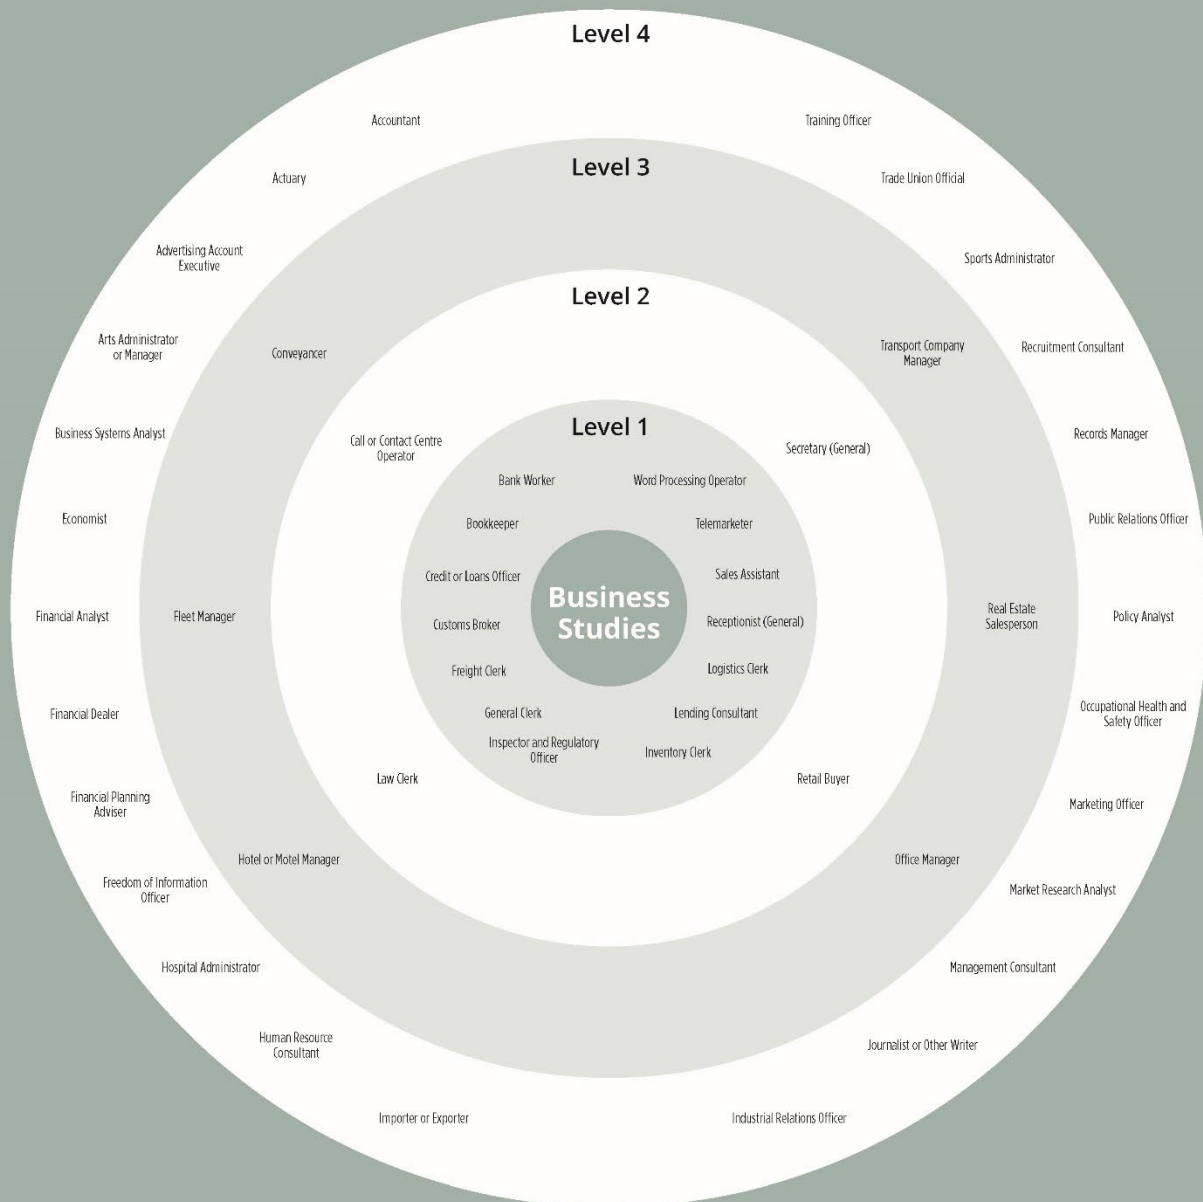 Level 4
Accountant
Training Officer
Actuary
Trade Union Official
Advertising Account
Executive
Sports Administrator
Arts Administrator
or Manager
Recruitment Consultant
Business Systems Analyst
Records Manager
Economist
Public Relations Officer
Financial Analyst
Policy Analyst
Financial Dealer
Occupational Health and
Safety Officer
Financial Planning
Adviser
Marketing Officer
Freedom of Information
Officer
Market Research Analyst
Hospital Administrator
Management Consultant
Human Resource
Consultant
Journalist or Other Writer
Importer or Exporter
Industrial Relations Officer
Level 3
Conveyancer
Transport Company
Manager
Fleet Manager
Real Estate
Salesperson
Hotel or Motel Manager
Office Manager
Level 2
Call or Contact Centre
Operator
Secretary (General)
Law Clerk
Retail Buyer
Level 1
Bank Worker
Word Processing Operator
Bookkeeper
Telemarketer
Credit or Loans Officer
Sales Assistant
Customs Broker
Receptionist (General)
Freight Clerk
Logistics Clerk
General Clerk
Lending Consultant
Inspector and Regulatory
Officer
Inventory Clerk
Business
Studies